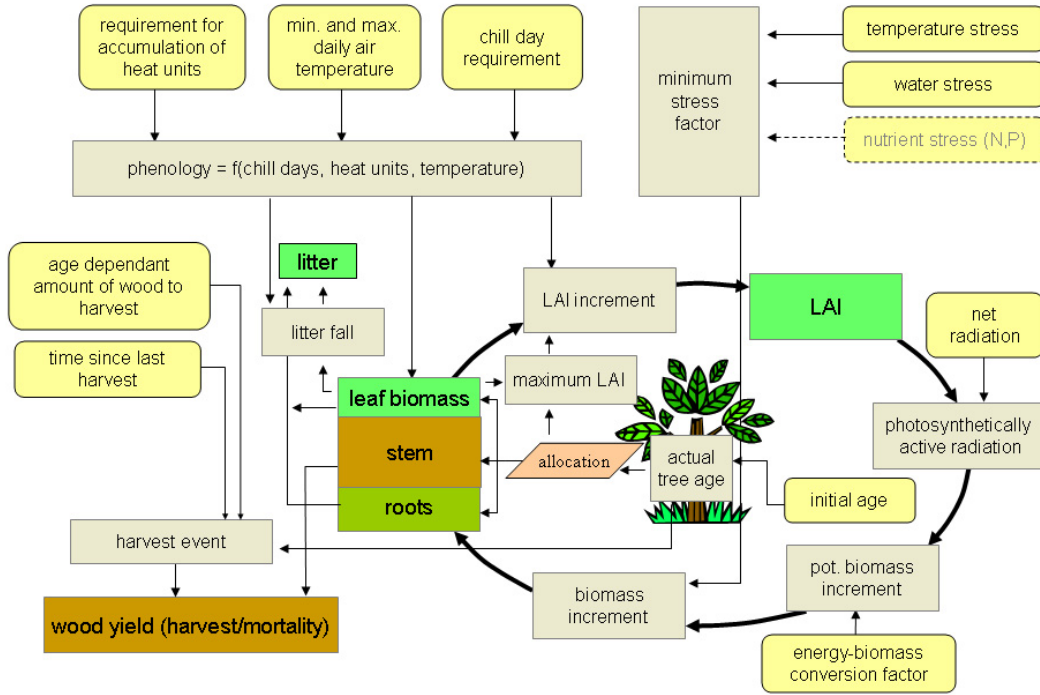 requirement for
accumulation of
heat units
min. and max.
daily air
temperature
chill day
requirement
minimum
stress
factor
temperature stress
water stress
nutrient stress (N,P)
phenology = f(chill days, heat units, temperature)
age dependant
amount of wood to
harvest
litter
LAI increment
LAI
net
radiation
litter fall
time since last
harvest
maximum LAI
leaf biomass
photosynthetically
active radiation
stem
allocation
actual
tree age
initial age
roots
harvest event
pot. biomass
increment
biomass
increment
wood yield (harvest/mortality)
energy-biomass
conversion factor